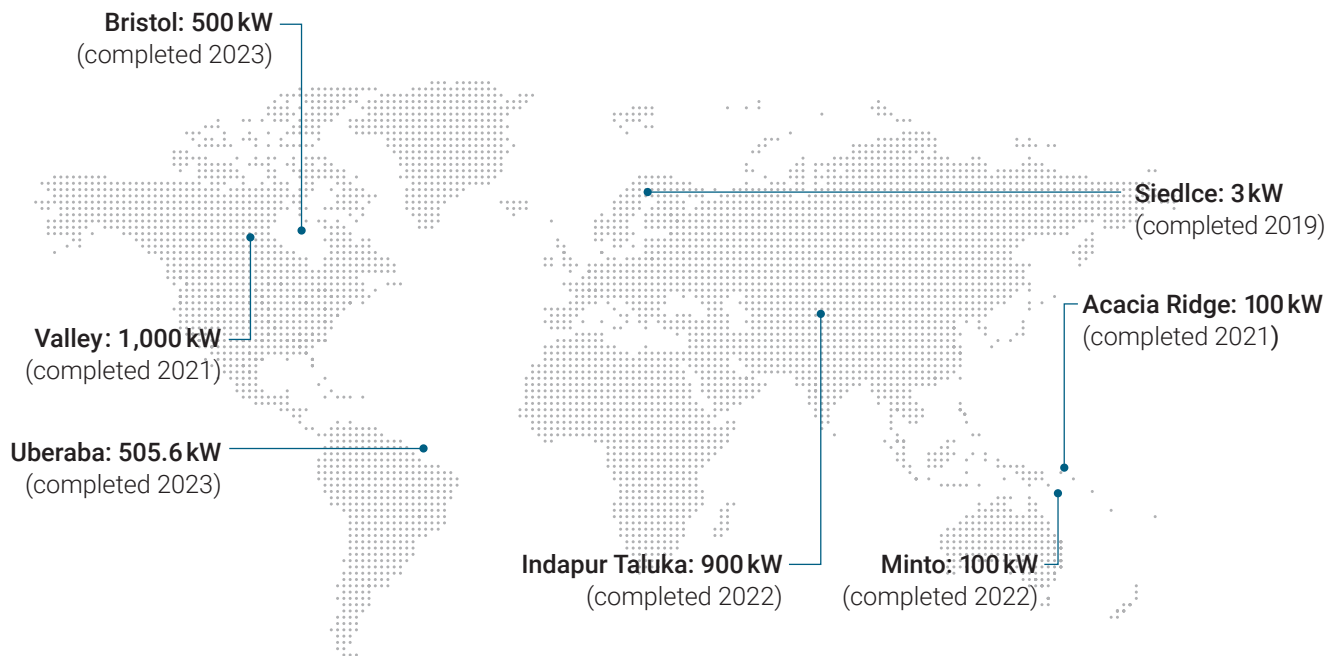 Bristol: 500 kW
(completed 2023)
Siedlce: 3 kW
(completed 2019)
Acacia Ridge: 100 kW
(completed 2021)
Valley: 1,000 kW
(completed 2021)
Uberaba: 505.6 kW
(completed 2023)
Indapur Taluka: 900 kW
(completed 2022)
Minto: 100 kW
(completed 2022)